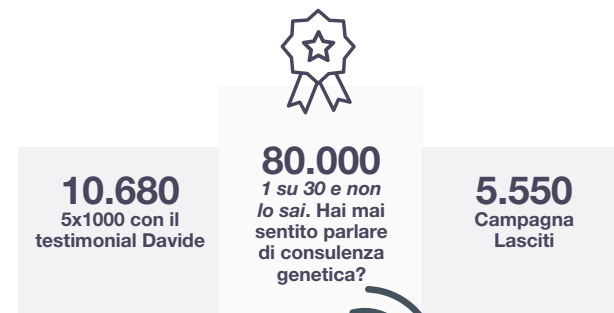 10.680
5x1000 con il
testimonial Davide
80.000
1 su 30 e non
lo sai. Hai mai
sentito parlare
di consulenza
genetica?
5.550
Campagna
Lasciti